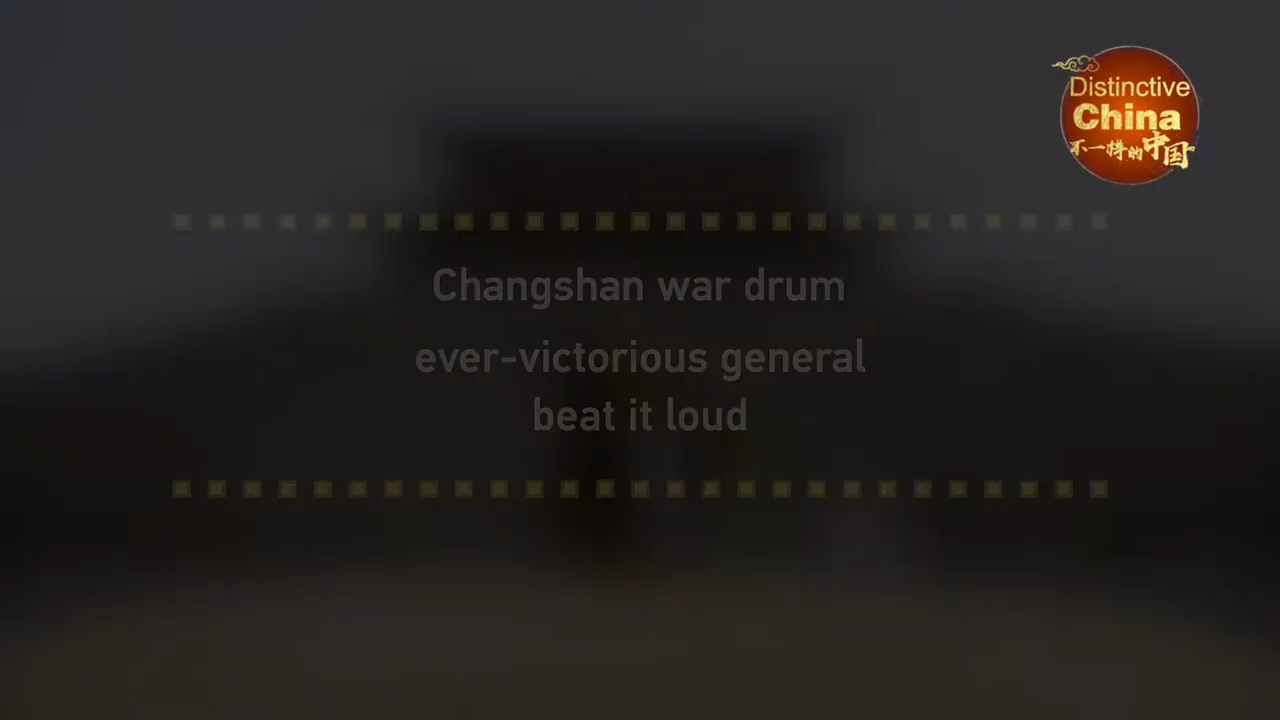 Distinctive
China
不一样的中国
Changshan war drum
ever-victorious general
beat it loud